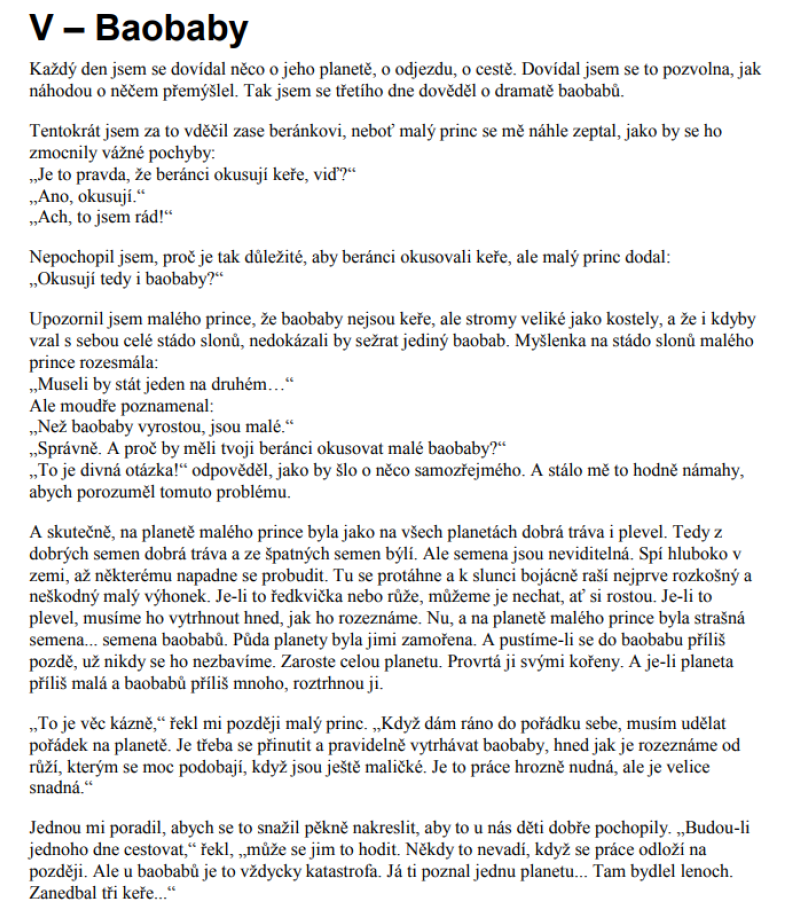 V – Baobaby
Každý den jsem se dovídal něco o jeho planetě, o odjezdu, o cestě. Dovídal jsem se to pozvolna, jak
náhodou o něčem přemýšlel. Tak jsem se třetího dne dověděl o dramatě baobabů.
Tentokrát jsem za to vděčil zase beránkovi, neboť malý princ se mě náhle zeptal, jako by se ho
zmocnily vážné pochyby:
„Je to pravda, že beránci okusují keře, viď?“
„Ano, okusují.“
„Ach, to jsem rád!“
Nepochopil jsem, proč je tak důležité, aby beránci okusovali keře, ale malý princ dodal:
„Okusují tedy i baobaby?“
Upozornil jsem malého prince, že baobaby nejsou keře, ale stromy veliké jako kostely, a že i kdyby
vzal s sebou celé stádo slonů, nedokázali by sežrat jediný baobab. Myšlenka na stádo slonů malého
prince rozesmála:
„Museli by stát jeden na druhém…“
Ale moudře poznamenal:
„Než baobaby vyrostou, jsou malé.“
„Správně. A proč by měli tvoji beránci okusovat malé baobaby?“
„To je divná otázka!“ odpověděl, jako by šlo o něco samozřejmého. A stálo mě to hodně námahy,
abych porozuměl tomuto problému.
A skutečně, na planetě malého prince byla jako na všech planetách dobrá tráva i plevel. Tedy z
dobrých semen dobrá tráva a ze špatných semen býlí. Ale semena jsou neviditelná. Spí hluboko v
zemi, až některému napadne se probudit. Tu se protáhne a k slunci bojácně raší nejprve rozkošný a
neškodný malý výhonek. Je-li to ředkvička nebo růže, můžeme je nechat, ať si rostou. Je-li to
plevel, musíme ho vytrhnout hned, jak ho rozeznáme. Nu, a na planetě malého prince byla strašná
semena... semena baobabů. Půda planety byla jimi zamořena. A pustíme-li se do baobabu příliš
pozdě, už nikdy se ho nezbavíme. Zaroste celou planetu. Provrtá ji svými kořeny. A je-li planeta
příliš malá a baobabů příliš mnoho, roztrhnou ji.
„To je věc kázně,“ řekl mi později malý princ. „Když dám ráno do pořádku sebe, musím udělat
pořádek na planetě. Je třeba se přinutit a pravidelně vytrhávat baobaby, hned jak je rozeznáme od
růží, kterým se moc podobají, když jsou ještě maličké. Je to práce hrozně nudná, ale je velice
snadná.“
Jednou mi poradil, abych se to snažil pěkně nakreslit, aby to u nás děti dobře pochopily. „Budou-li
jednoho dne cestovat,“ řekl, „může se jim to hodit. Někdy to nevadí, když se práce odloží na
později. Ale u baobabů je to vždycky katastrofa. Já ti poznal jednu planetu... Tam bydlel lenoch.
Zanedbal tři keře...“